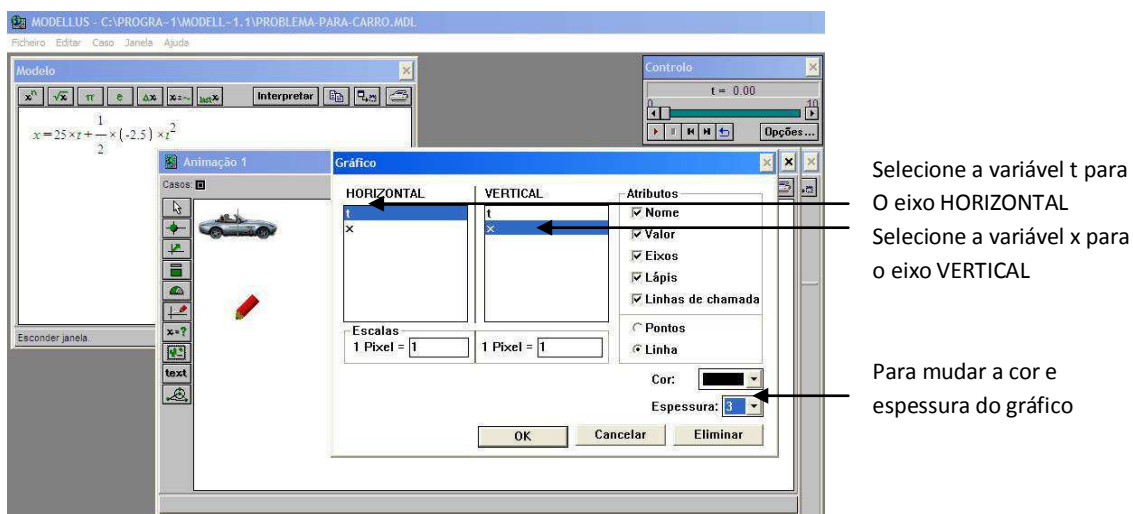 MODELLUS - C:\PROGRA~1\MODELL~1.1\PROBLEMA-PARA-CARRO.MDL
Ficheiro Editar Caso Janela Ajuda
Modelo
xⁿ √x π e Δx x=~ last x Interpretar
x = 25 × t + 1/2 × (-2.5) × t²
Esconder janela.
Controlo
t = 0.00
0 10
Opções...
Animação 1
Casos:
x=?
text
Gráfico
HORIZONTAL VERTICAL Atributos
t t Nome
x x Valor
Eixos
Lápis
Linhas de chamada
Escalas
1 Pixel = 1 1 Pixel = 1
Pontos
Linha
Cor:
Espessura: 3
OK Cancelar Eliminar
Selecione a variável t para
O eixo HORIZONTAL
Selecione a variável x para
o eixo VERTICAL
Para mudar a cor e
espessura do gráfico